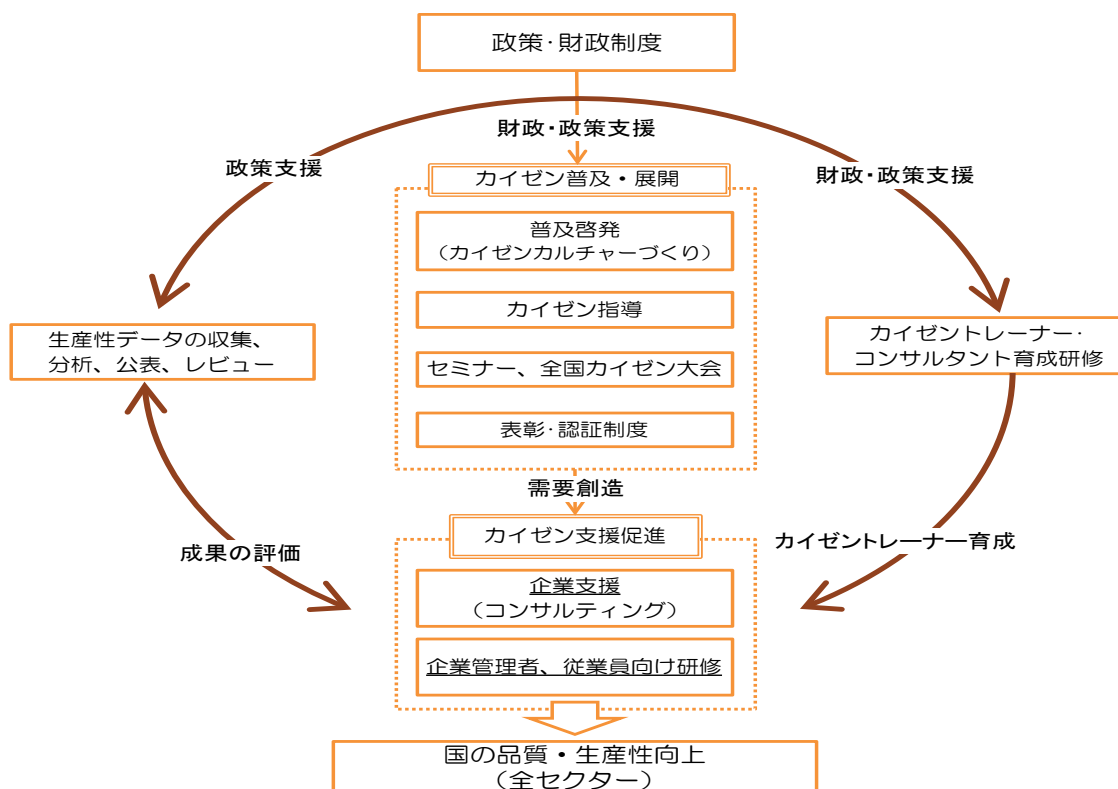 政策・財政制度
財政・政策支援
政策支援
財政・政策支援
カイゼン普及・展開
普及啓発
（カイゼンカルチャーづくり）
カイゼン指導
セミナー、全国カイゼン大会
表彰・認証制度
生産性データの収集、
分析、公表、レビュー
カイゼントレーナー・
コンサルタント育成研修
需要創造
カイゼン支援促進
成果の評価
カイゼントレーナー育成
企業支援
（コンサルティング）
企業管理者、従業員向け研修
国の品質・生産性向上
（全セクター）